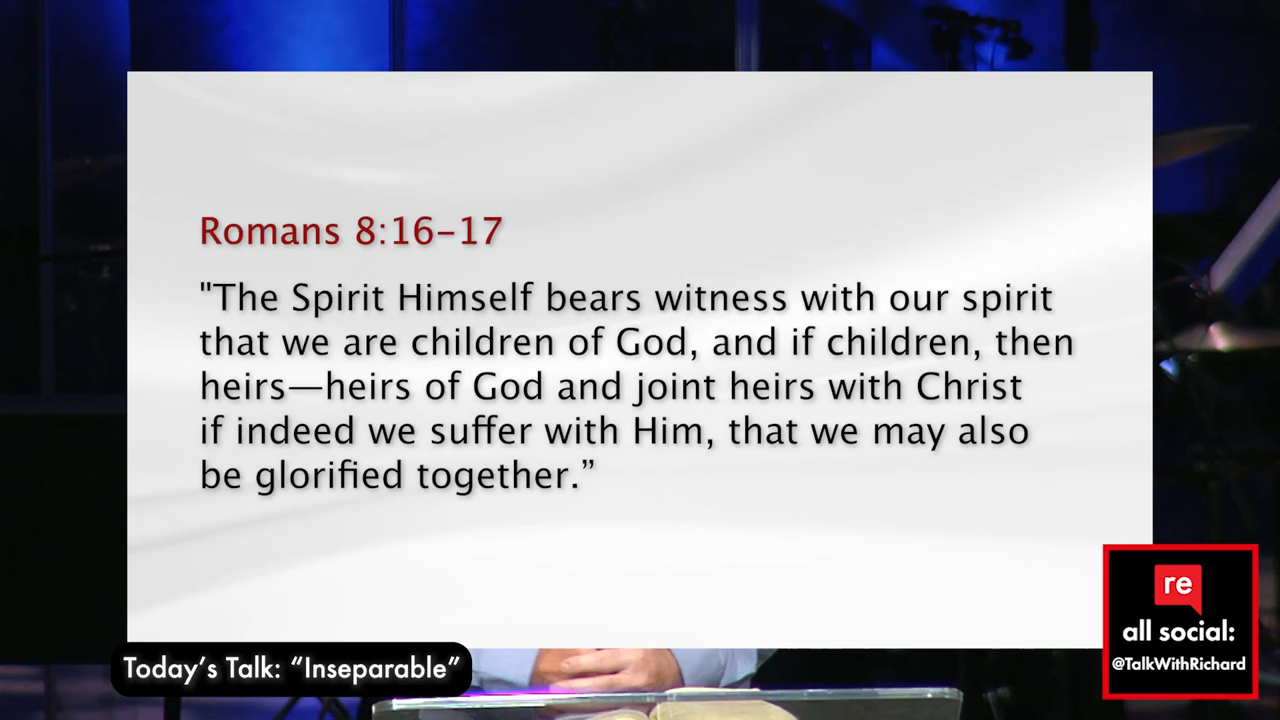 Romans 8:16–17
"The Spirit Himself bears witness with our spirit
that we are children of God, and if children, then
heirs—heirs of God and joint heirs with Christ
if indeed we suffer with Him, that we may also
be glorified together.”
re
all social:
@TalkWithRichard
Today’s Talk: “Inseparable”